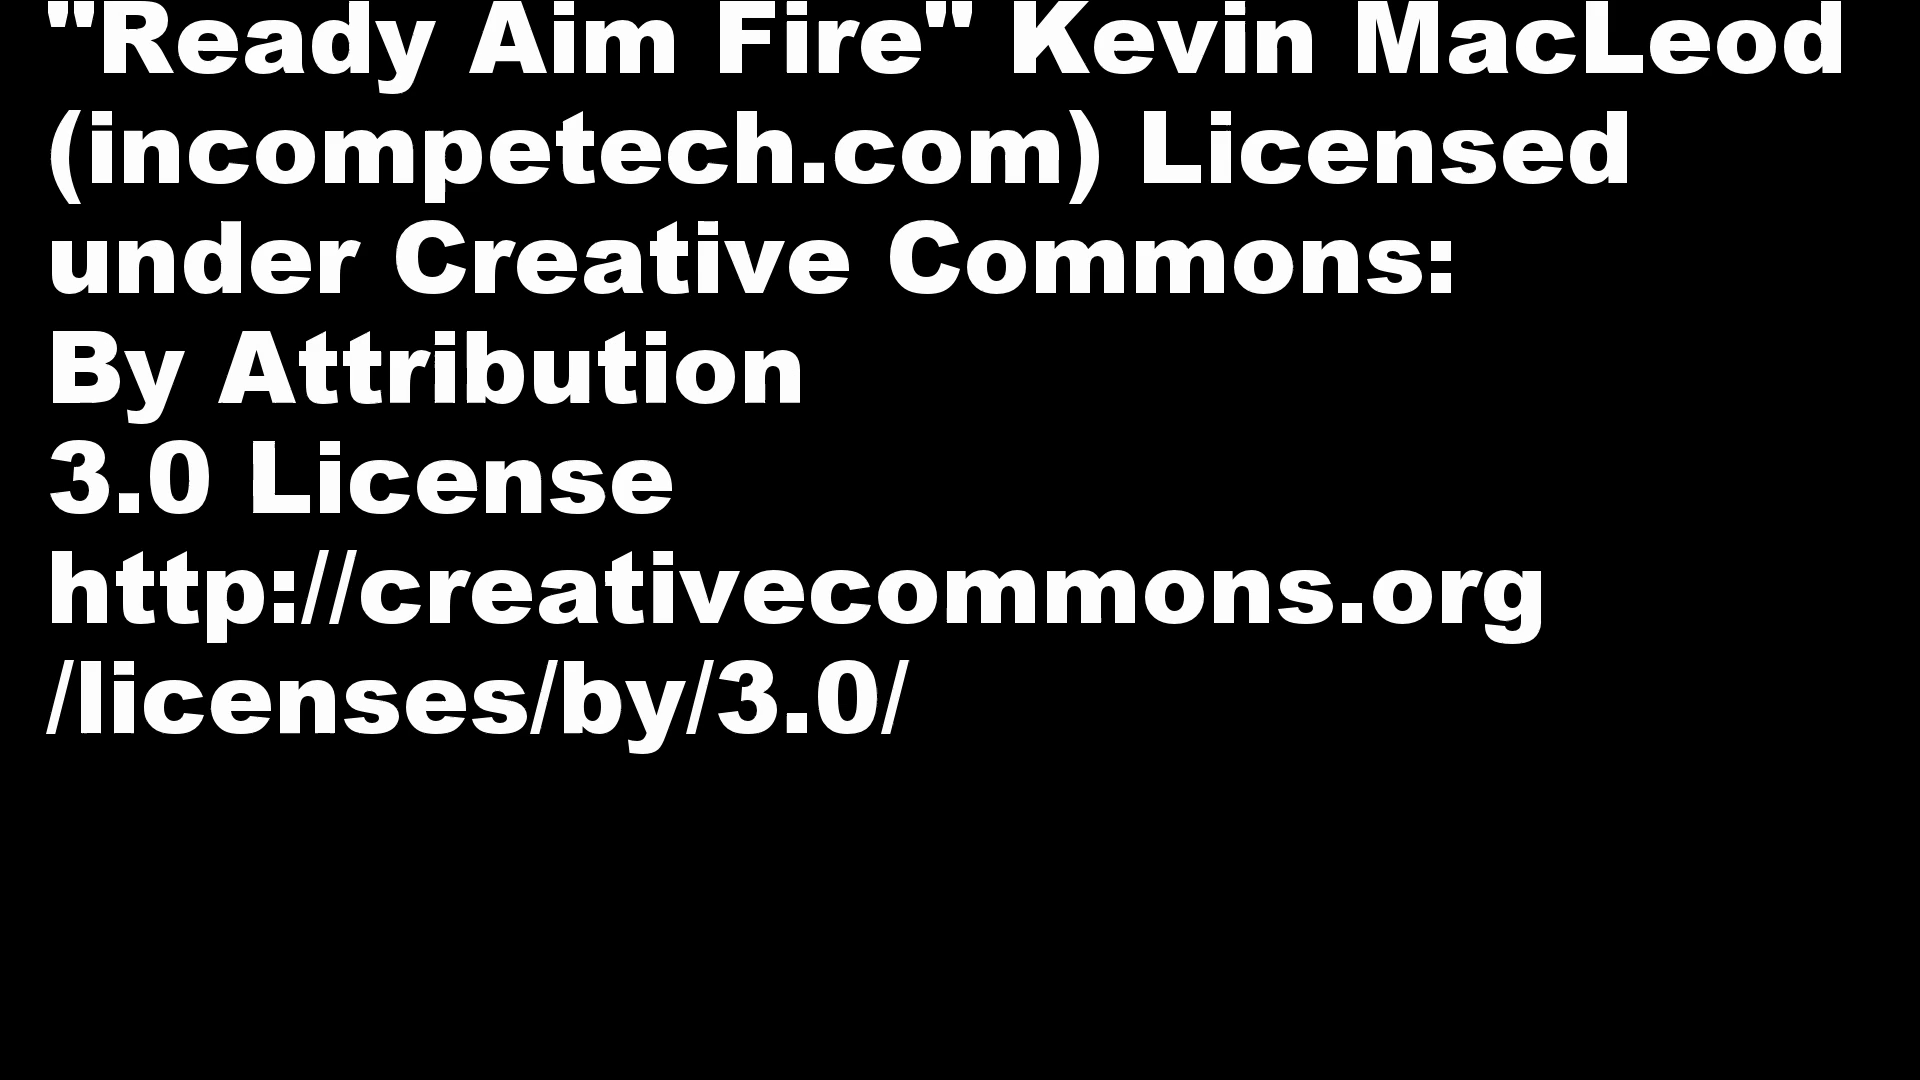 "Ready Aim Fire" Kevin MacLeod
(incompetech.com) Licensed
under Creative Commons:
By Attribution
3.0 License
http://creativecommons.org
/licenses/by/3.0/